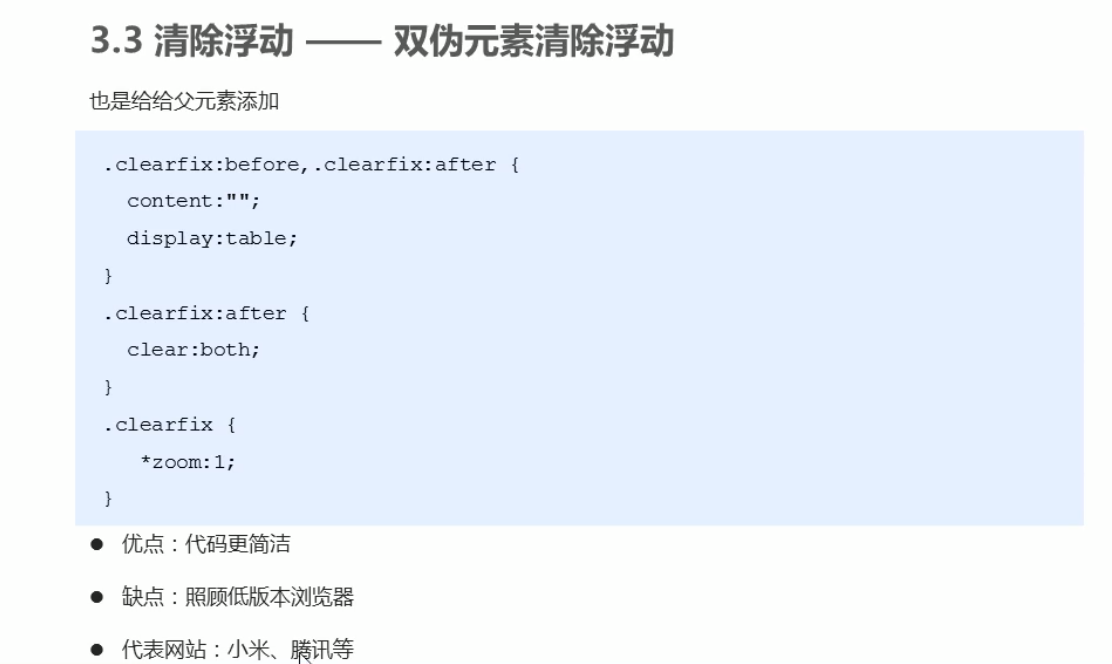 3.3 清除浮动 —— 双伪元素清除浮动
也是给给父元素添加
.clearfix:before,.clearfix:after {
  content:"";
  display:table;
}
.clearfix:after {
  clear:both;
}
.clearfix {
   *zoom:1;
}
● 优点：代码更简洁
● 缺点：照顾低版本浏览器
● 代表网站：小米、腾讯等